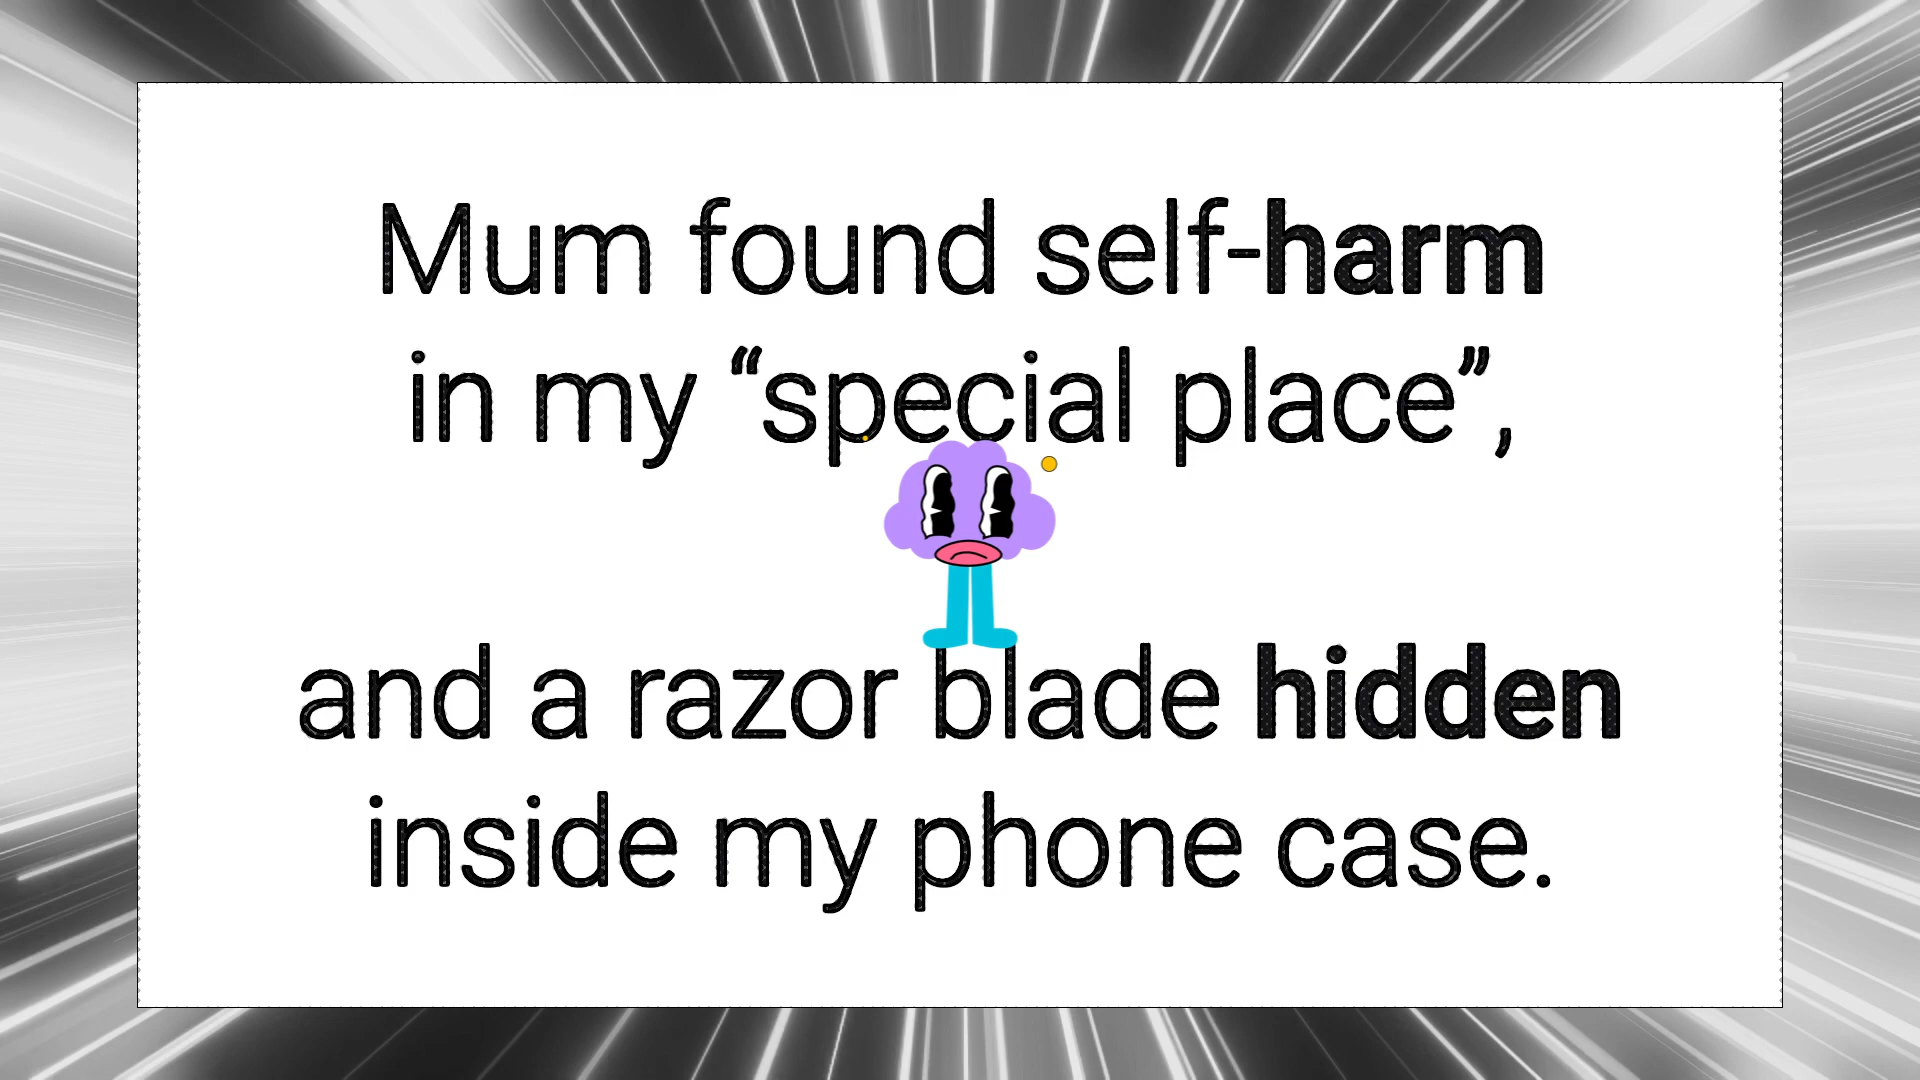 Mum found self-harm
in my “special place”,
and a razor blade hidden
inside my phone case.